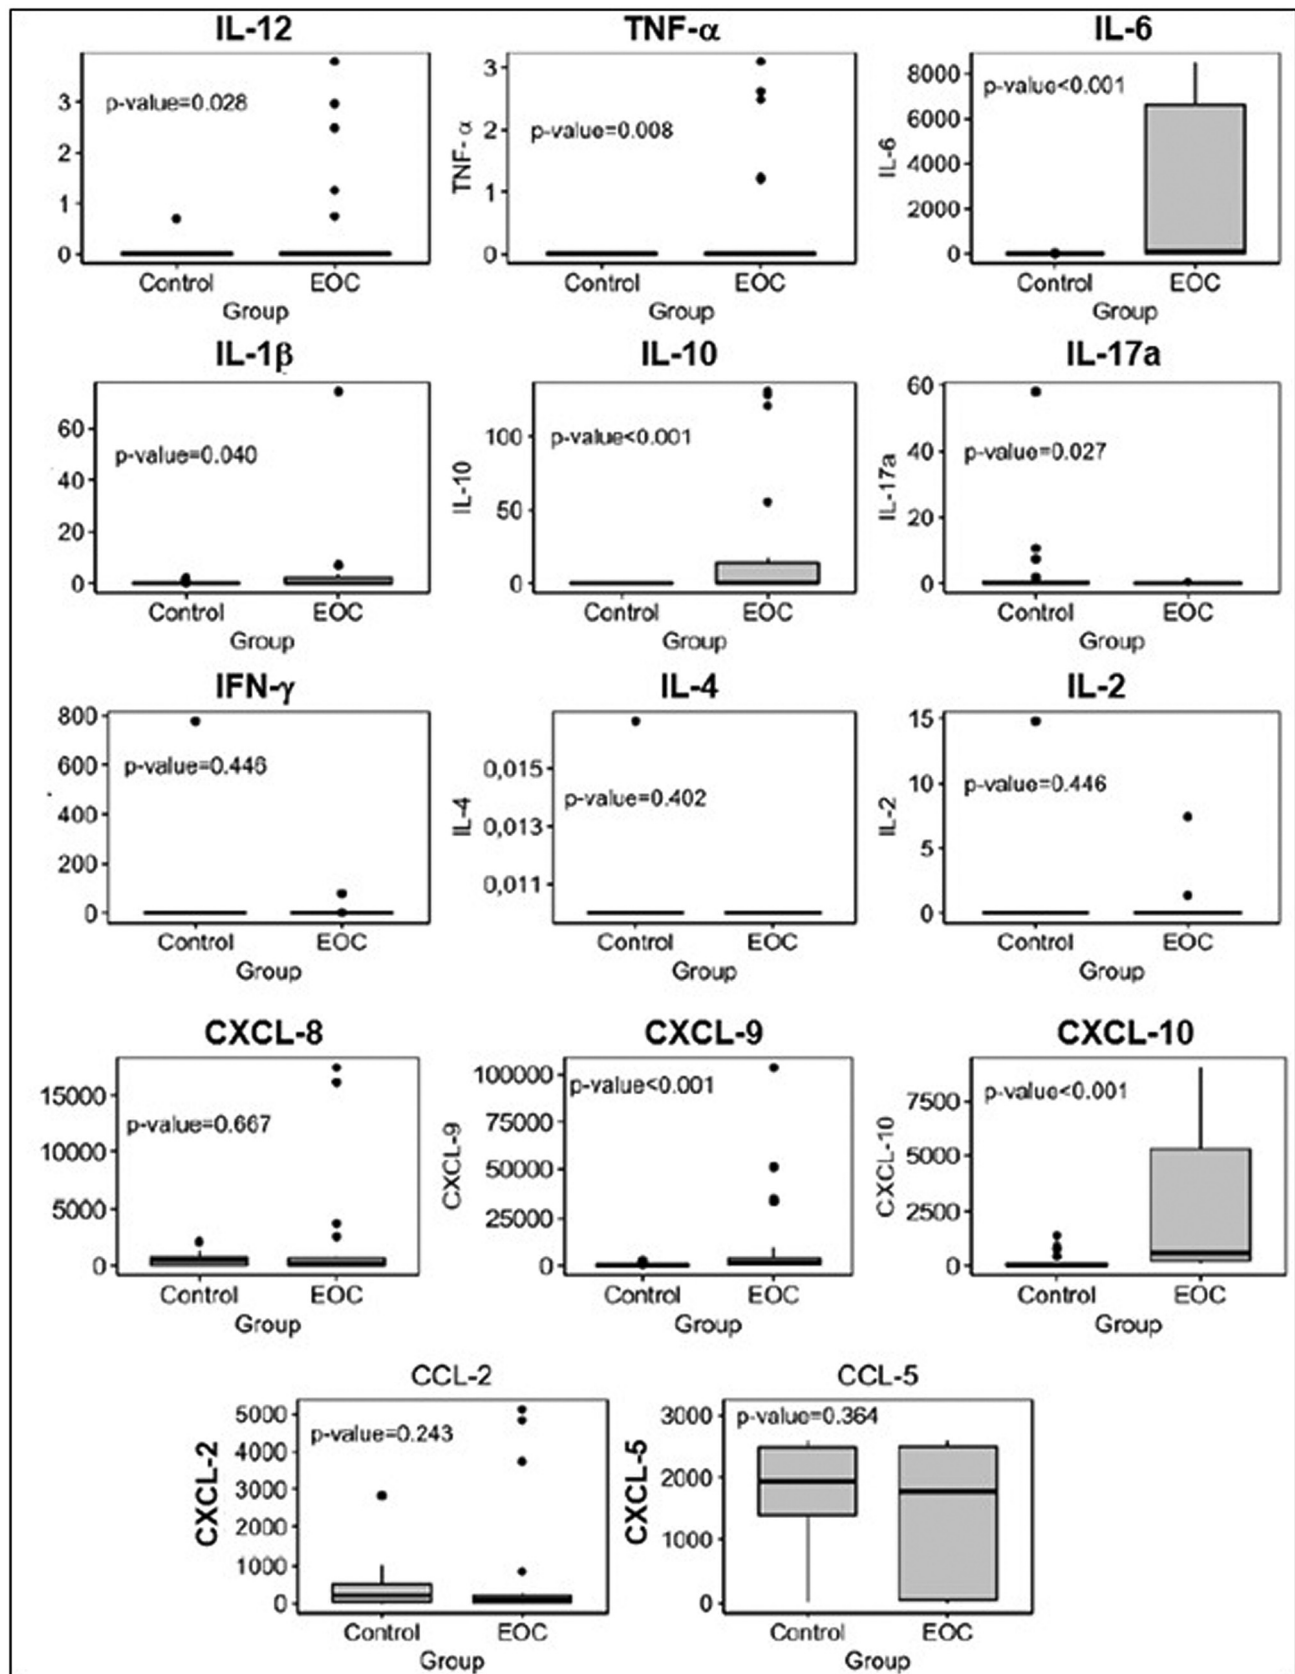 IL-12 TNF-α IL-6
p-value=0.028
3
2
1
0
Control EOC
Group
TNF-α
p-value=0.008
3
2
1
0
Control EOC
Group
IL-6
p-value<0.001
8000
6000
4000
2000
0
Control EOC
Group
IL-1β IL-10 IL-17a
p-value=0.040
60
40
20
0
Control EOC
Group
IL-10
p-value<0.001
100
50
0
Control EOC
Group
IL-17a
p-value=0.027
60
40
20
0
Control EOC
Group
IFN-γ IL-4 IL-2
p-value=0.446
800
600
400
200
0
Control EOC
Group
IL-4
p-value=0.402
0,015
0,013
0,011
Control EOC
Group
IL-2
p-value=0.446
15
10
5
0
Control EOC
Group
CXCL-8 CXCL-9 CXCL-10
p-value=0.667
15000
10000
5000
0
Control EOC
Group
CXCL-9
p-value<0.001
100000
75000
50000
25000
0
Control EOC
Group
CXCL-10
p-value<0.001
7500
5000
2500
0
Control EOC
Group
CCL-2 CCL-5
CXCL-2
p-value=0.243
5000
4000
3000
2000
1000
0
Control EOC
Group
CXCL-5
p-value=0.364
3000
2000
1000
0
Control EOC
Group